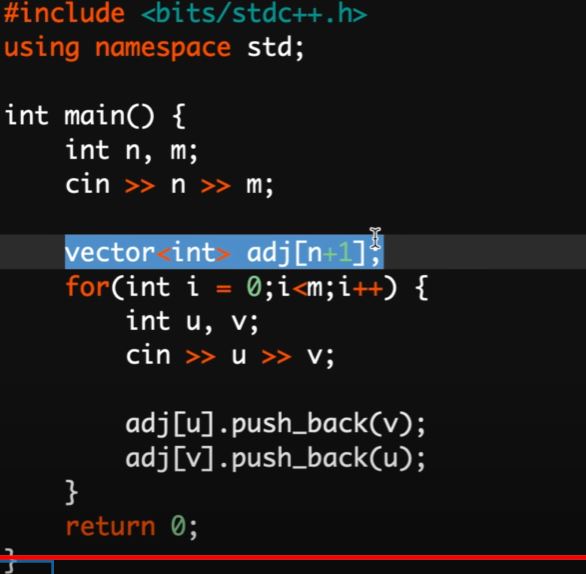 #include <bits/stdc++.h>
using namespace std;
int main() {
int n, m;
cin >> n >> m;
vector<int> adj[n+1];
for(int i = 0;i<m;i++) {
int u, v;
cin >> u >> v;
adj[u].push_back(v);
adj[v].push_back(u);
}
return 0;
}